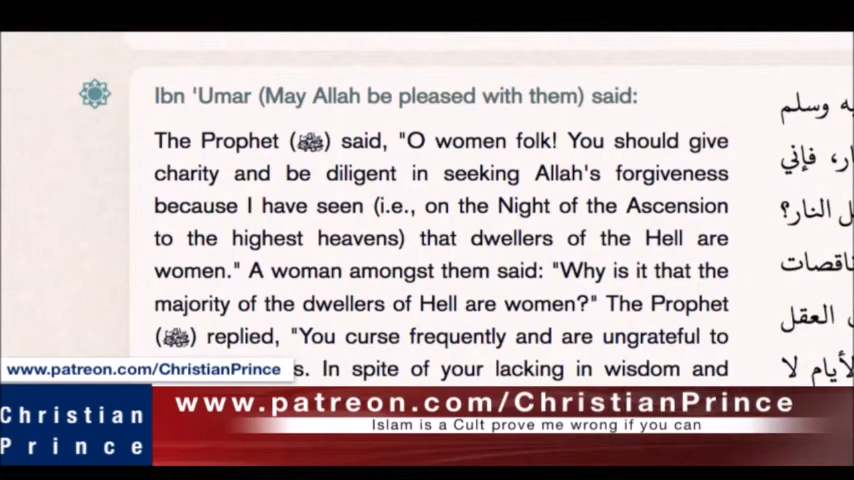 Ibn 'Umar (May Allah be pleased with them) said:
The Prophet (ﷺ) said, "O women folk! You should give
charity and be diligent in seeking Allah's forgiveness
because I have seen (i.e., on the Night of the Ascension
to the highest heavens) that dwellers of the Hell are
women." A woman amongst them said: "Why is it that the
majority of the dwellers of Hell are women?" The Prophet
(ﷺ) replied, "You curse frequently and are ungrateful to
s. In spite of your lacking in wisdom and
ﻪ وسلم
ار، فإني
ل النار؟
ناقصات
العقل
لأيام لا
www.patreon.com/ChristianPrince
Christian
Prince
www.patreon.com/ChristianPrince
Islam is a Cult prove me wrong if you can